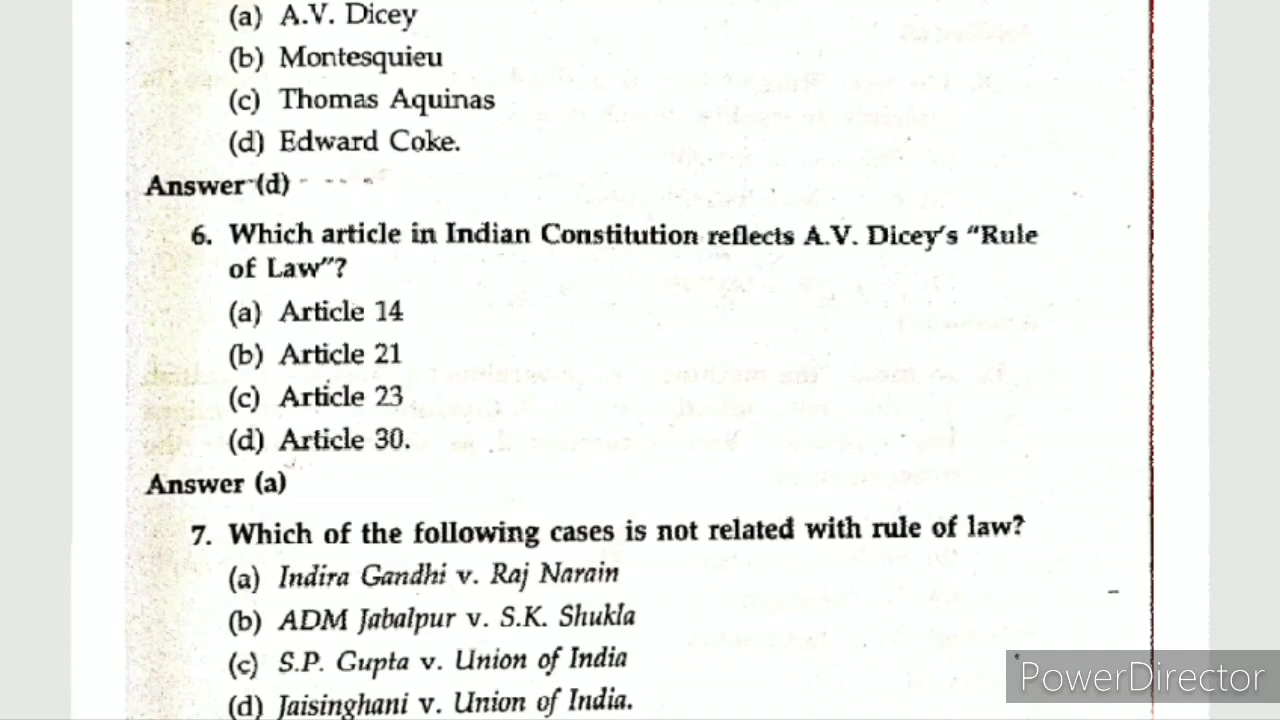 (a) A.V. Dicey
(b) Montesquieu
(c) Thomas Aquinas
(d) Edward Coke.
Answer (d)
6. Which article in Indian Constitution reflects A.V. Dicey's "Rule
of Law"?
(a) Article 14
(b) Article 21
(c) Article 23
(d) Article 30.
Answer (a)
7. Which of the following cases is not related with rule of law?
(a) Indira Gandhi v. Raj Narain
(b) ADM Jabalpur v. S.K. Shukla
(c) S.P. Gupta v. Union of India
(d) Jaisinghani v. Union of India.
PowerDirector